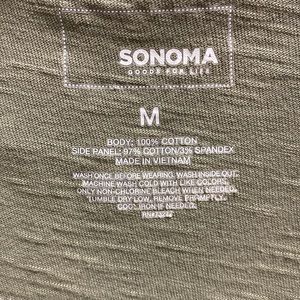 SONOMA
GOODS FOR LIFE
M
BODY: 100% COTTON
SIDE PANEL: 97% COTTON/3% SPANDEX
MADE IN VIETNAM
WASH ONCE BEFORE WEARING. WASH INSIDE OUT.
MACHINE WASH COLD WITH LIKE COLORS.
ONLY NON-CHLORINE BLEACH WHEN NEEDED.
TUMBLE DRY LOW. REMOVE PROMPTLY.
COOL IRON IF NEEDED.